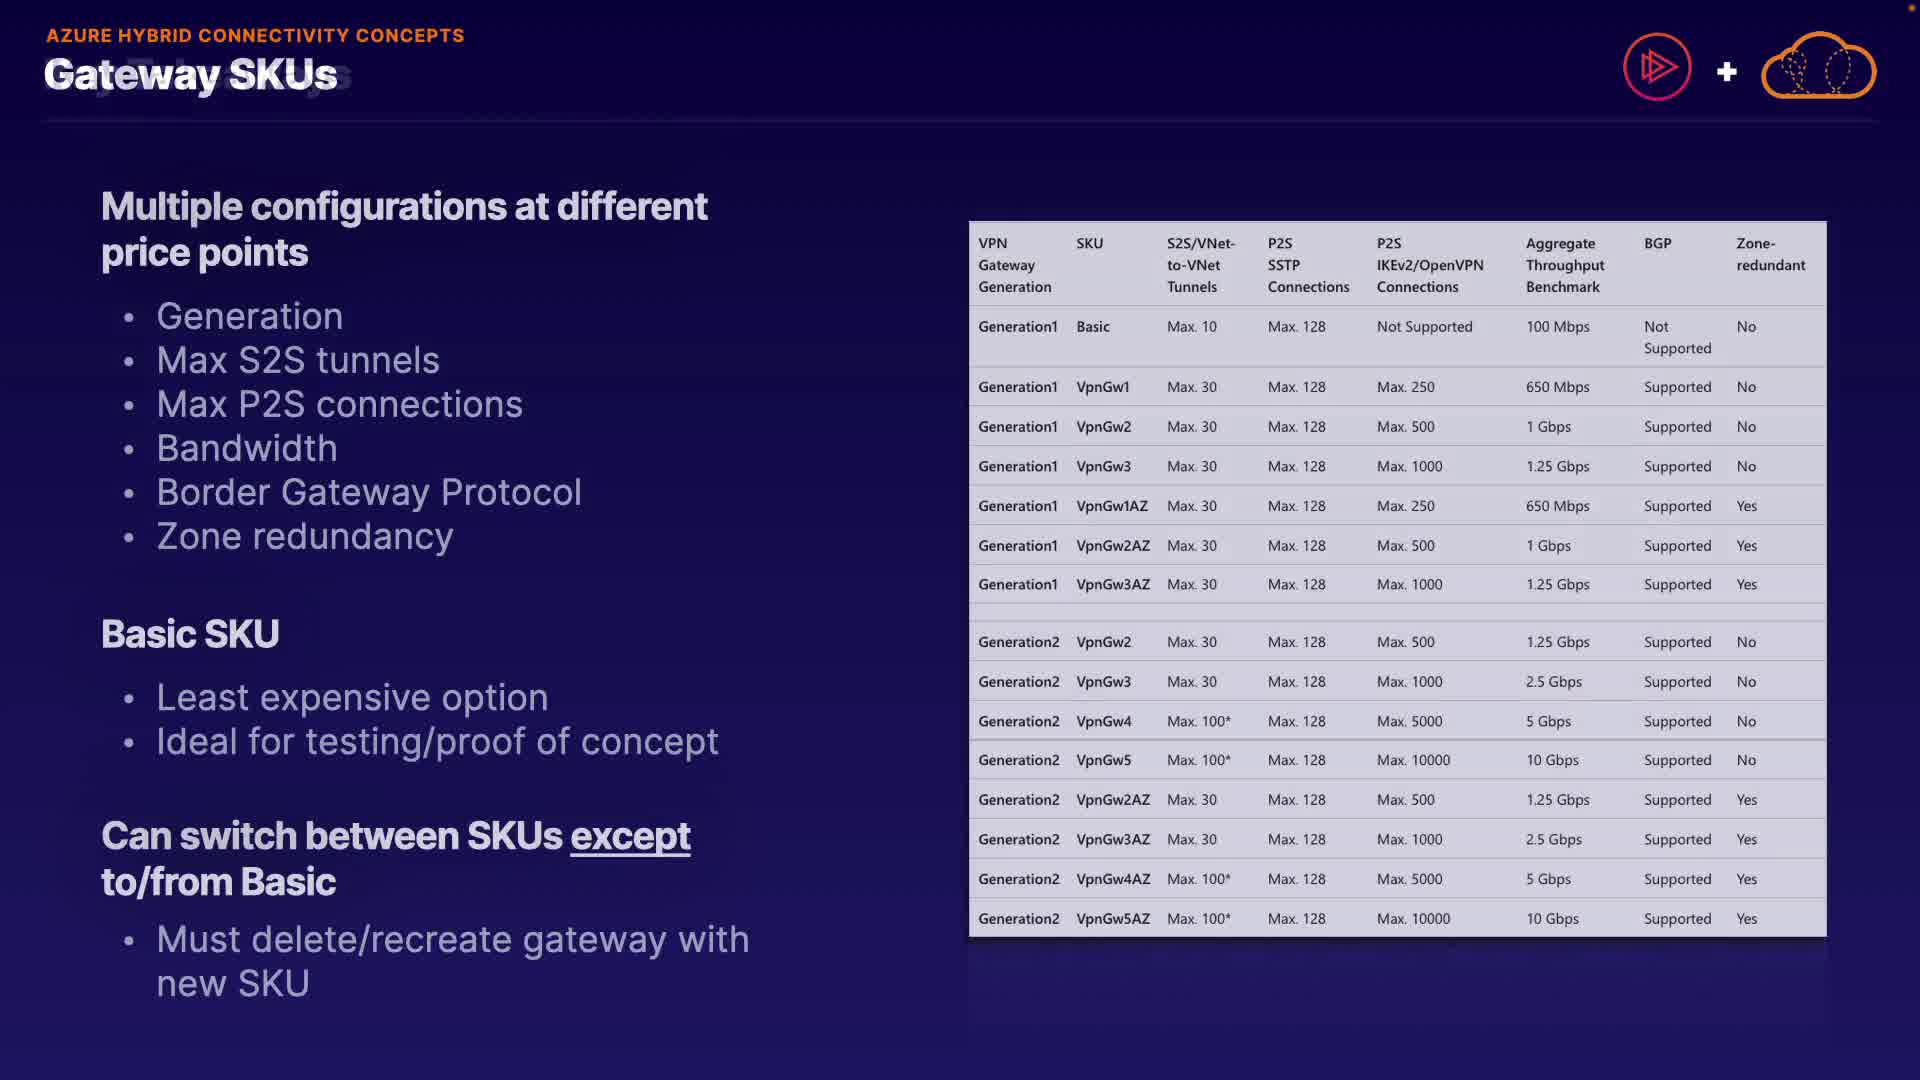 AZURE HYBRID CONNECTIVITY CONCEPTS
Gateway SKUs
Multiple configurations at different
price points
• Generation
• Max S2S tunnels
• Max P2S connections
• Bandwidth
• Border Gateway Protocol
• Zone redundancy
Basic SKU
• Least expensive option
• Ideal for testing/proof of concept
Can switch between SKUs except
to/from Basic
• Must delete/recreate gateway with
new SKU
VPN SKU S2S/VNet- P2S P2S Aggregate BGP Zone-
Gateway to-VNet SSTP IKEv2/OpenVPN Throughput redundant
Generation Tunnels Connections Connections Benchmark
Generation1 Basic Max. 10 Max. 128 Not Supported 100 Mbps Not No
Supported
Generation1 VpnGw1 Max. 30 Max. 128 Max. 250 650 Mbps Supported No
Generation1 VpnGw2 Max. 30 Max. 128 Max. 500 1 Gbps Supported No
Generation1 VpnGw3 Max. 30 Max. 128 Max. 1000 1.25 Gbps Supported No
Generation1 VpnGw1AZ Max. 30 Max. 128 Max. 250 650 Mbps Supported Yes
Generation1 VpnGw2AZ Max. 30 Max. 128 Max. 500 1 Gbps Supported Yes
Generation1 VpnGw3AZ Max. 30 Max. 128 Max. 1000 1.25 Gbps Supported Yes
Generation2 VpnGw2 Max. 30 Max. 128 Max. 500 1.25 Gbps Supported No
Generation2 VpnGw3 Max. 30 Max. 128 Max. 1000 2.5 Gbps Supported No
Generation2 VpnGw4 Max. 100* Max. 128 Max. 5000 5 Gbps Supported No
Generation2 VpnGw5 Max. 100* Max. 128 Max. 10000 10 Gbps Supported No
Generation2 VpnGw2AZ Max. 30 Max. 128 Max. 500 1.25 Gbps Supported Yes
Generation2 VpnGw3AZ Max. 30 Max. 128 Max. 1000 2.5 Gbps Supported Yes
Generation2 VpnGw4AZ Max. 100* Max. 128 Max. 5000 5 Gbps Supported Yes
Generation2 VpnGw5AZ Max. 100* Max. 128 Max. 10000 10 Gbps Supported Yes